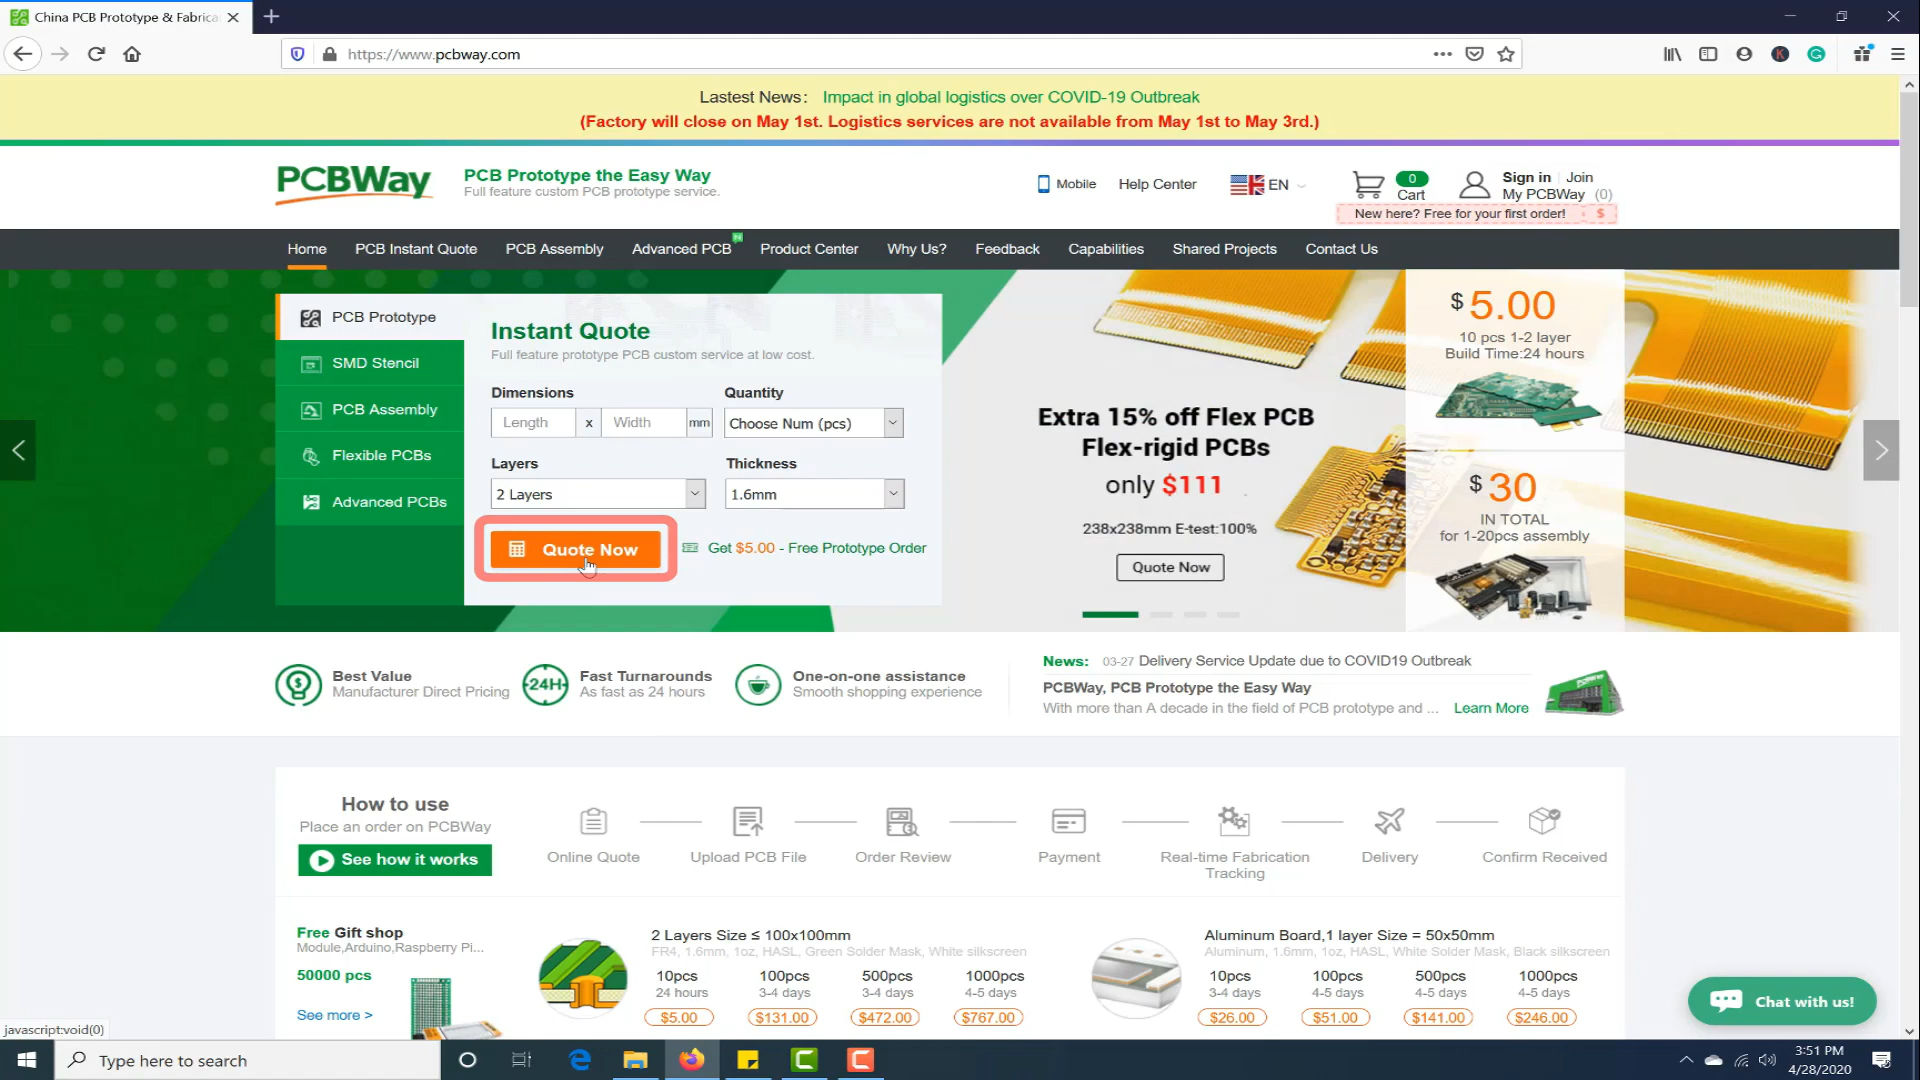 China PCB Prototype & Fabrica
https://www.pcbway.com
Lastest News: Impact in global logistics over COVID-19 Outbreak
(Factory will close on May 1st. Logistics services are not available from May 1st to May 3rd.)
PCBWay
PCB Prototype the Easy Way
Full feature custom PCB prototype service.
Mobile
Help Center
EN
0
Cart
Sign in
Join
My PCBWay (0)
New here? Free for your first order! $
Home
PCB Instant Quote
PCB Assembly
Advanced PCB
Product Center
Why Us?
Feedback
Capabilities
Shared Projects
Contact Us
PCB Prototype
SMD Stencil
PCB Assembly
Flexible PCBs
Advanced PCBs
Instant Quote
Full feature prototype PCB custom service at low cost.
Dimensions
Quantity
Length x Width mm
Choose Num (pcs)
Layers
Thickness
2 Layers
1.6mm
Quote Now
Get $5.00 - Free Prototype Order
Extra 15% off Flex PCB
Flex-rigid PCBs
only $111
238x238mm E-test:100%
Quote Now
$5.00
10 pcs 1-2 layer
Build Time:24 hours
$30
IN TOTAL
for 1-20pcs assembly
Best Value
Manufacturer Direct Pricing
24H
Fast Turnarounds
As fast as 24 hours
One-on-one assistance
Smooth shopping experience
News: 03-27 Delivery Service Update due to COVID19 Outbreak
PCBWay, PCB Prototype the Easy Way
With more than A decade in the field of PCB prototype and ... Learn More
How to use
Place an order on PCBWay
See how it works
Online Quote
Upload PCB File
Order Review
Payment
Real-time Fabrication
Tracking
Delivery
Confirm Received
Free Gift shop
Module,Arduino,Raspberry Pi...
50000 pcs
See more >
2 Layers Size ≤ 100x100mm
FR4, 1.6mm, 1oz, HASL, Green Solder Mask, White silkscreen
10pcs 100pcs 500pcs 1000pcs
24 hours 3-4 days 3-4 days 4-5 days
$5.00 $131.00 $472.00 $767.00
Aluminum Board,1 layer Size = 50x50mm
Aluminum, 1.6mm, 1oz, HASL, White Solder Mask, Black silkscreen
10pcs 100pcs 500pcs 1000pcs
3-4 days 4-5 days 4-5 days 4-5 days
$26.00 $51.00 $141.00 $246.00
Chat with us!
javascript:void(0)
Type here to search
3:51 PM
4/28/2020